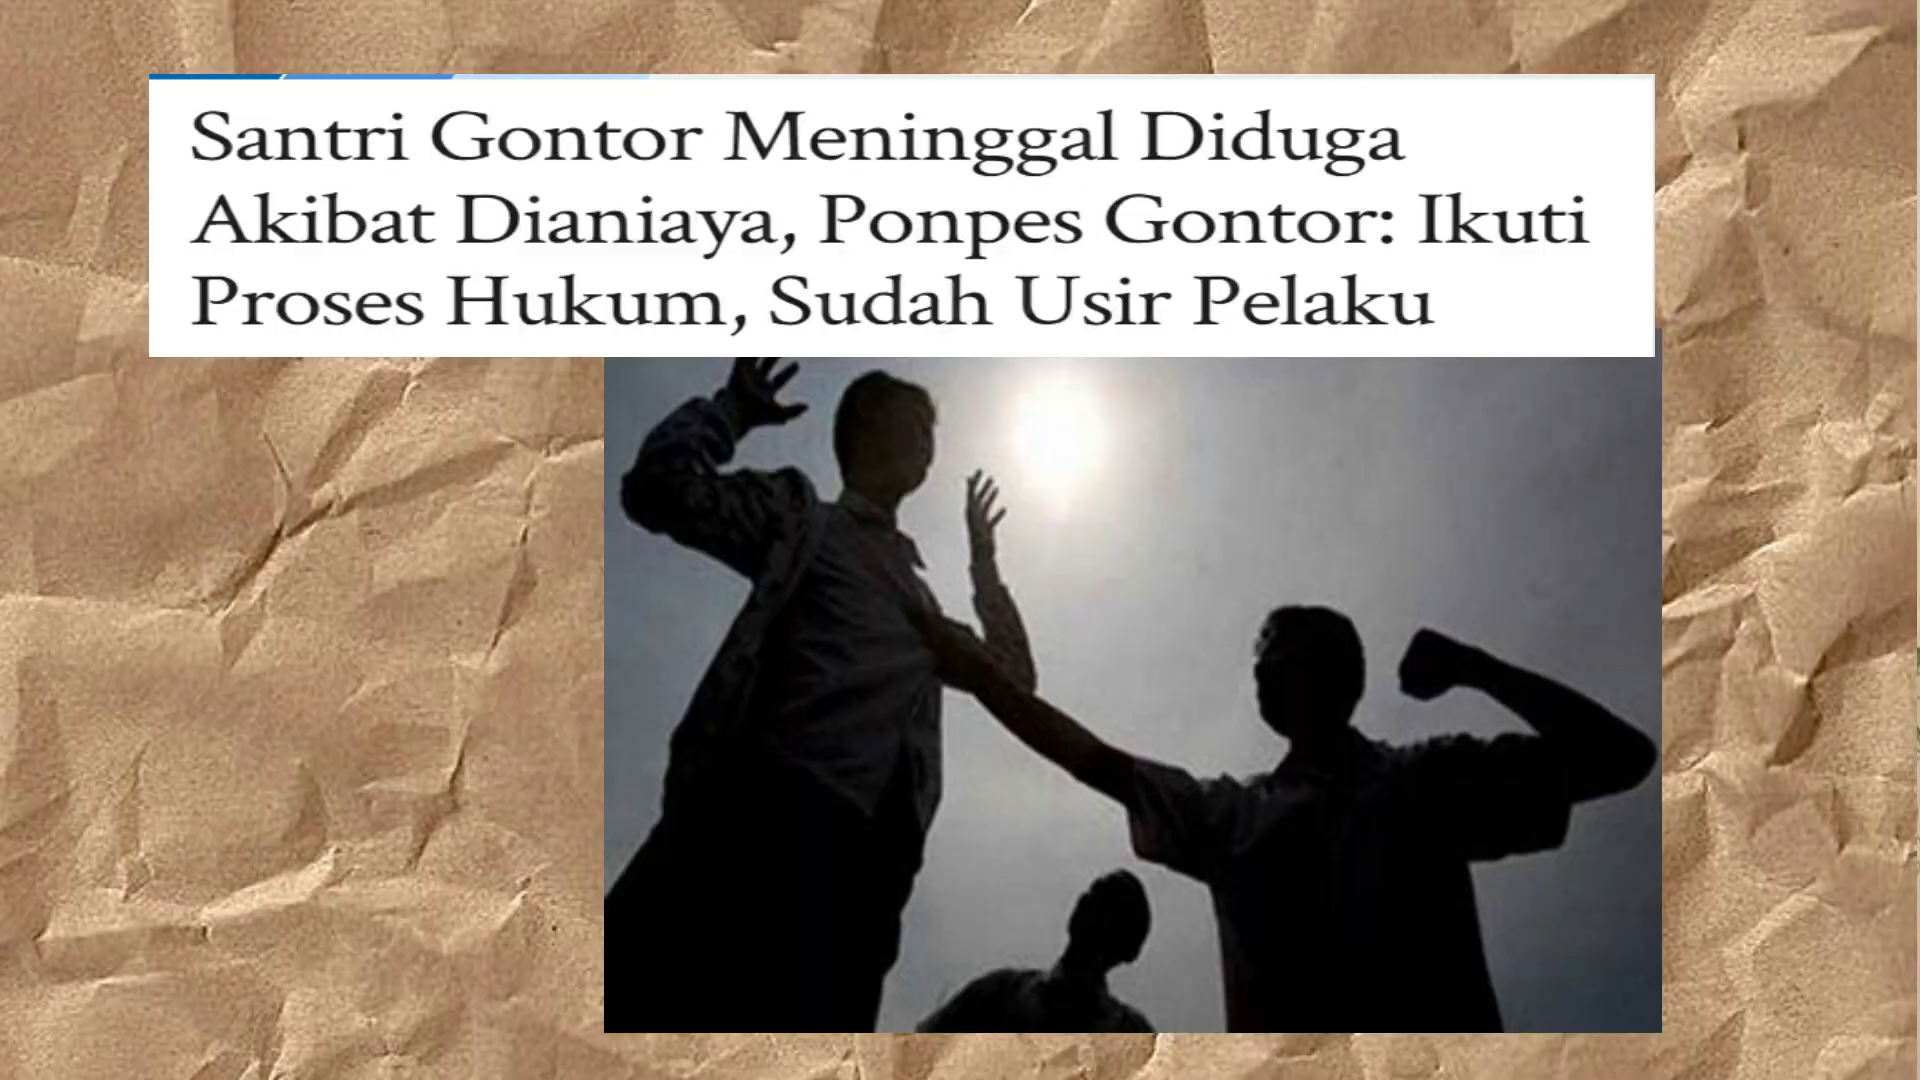 Santri Gontor Meninggal Diduga
Akibat Dianiaya, Ponpes Gontor: Ikuti
Proses Hukum, Sudah Usir Pelaku